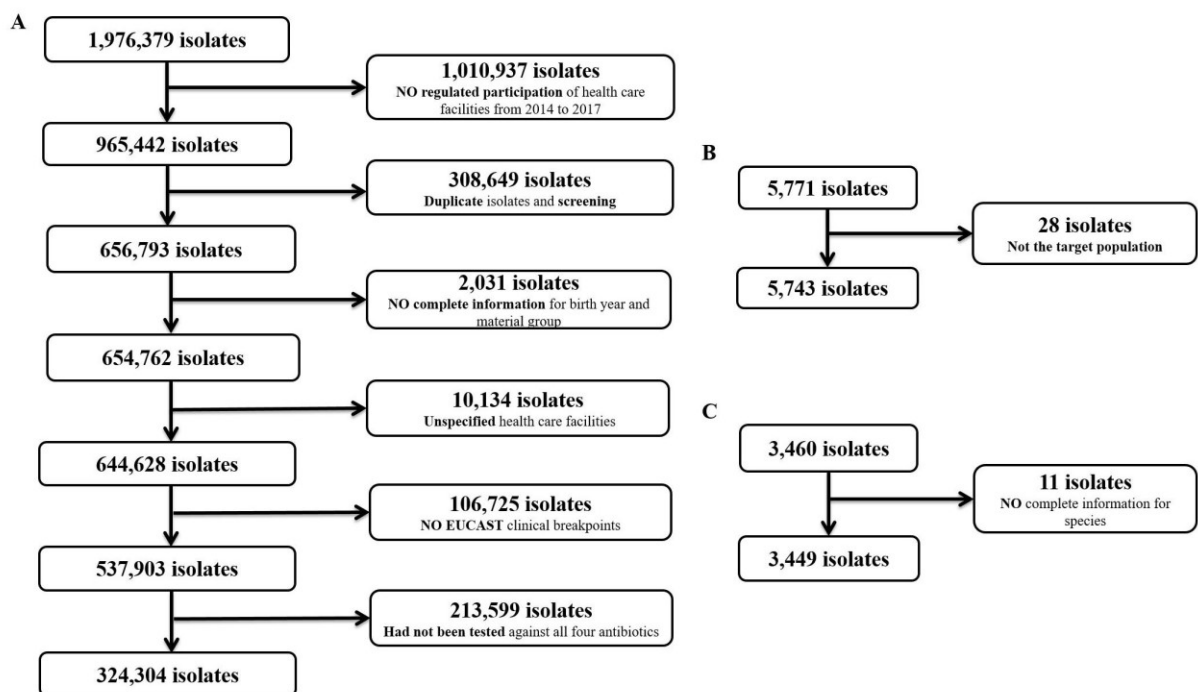 A
1,976,379 isolates
1,010,937 isolates
NO regulated participation of health care
facilities from 2014 to 2017
965,442 isolates
308,649 isolates
Duplicate isolates and screening
656,793 isolates
2,031 isolates
NO complete information for birth year and
material group
654,762 isolates
10,134 isolates
Unspecified health care facilities
644,628 isolates
106,725 isolates
NO EUCAST clinical breakpoints
537,903 isolates
213,599 isolates
Had not been tested against all four antibiotics
324,304 isolates
B
5,771 isolates
28 isolates
Not the target population
5,743 isolates
C
3,460 isolates
11 isolates
NO complete information for
species
3,449 isolates